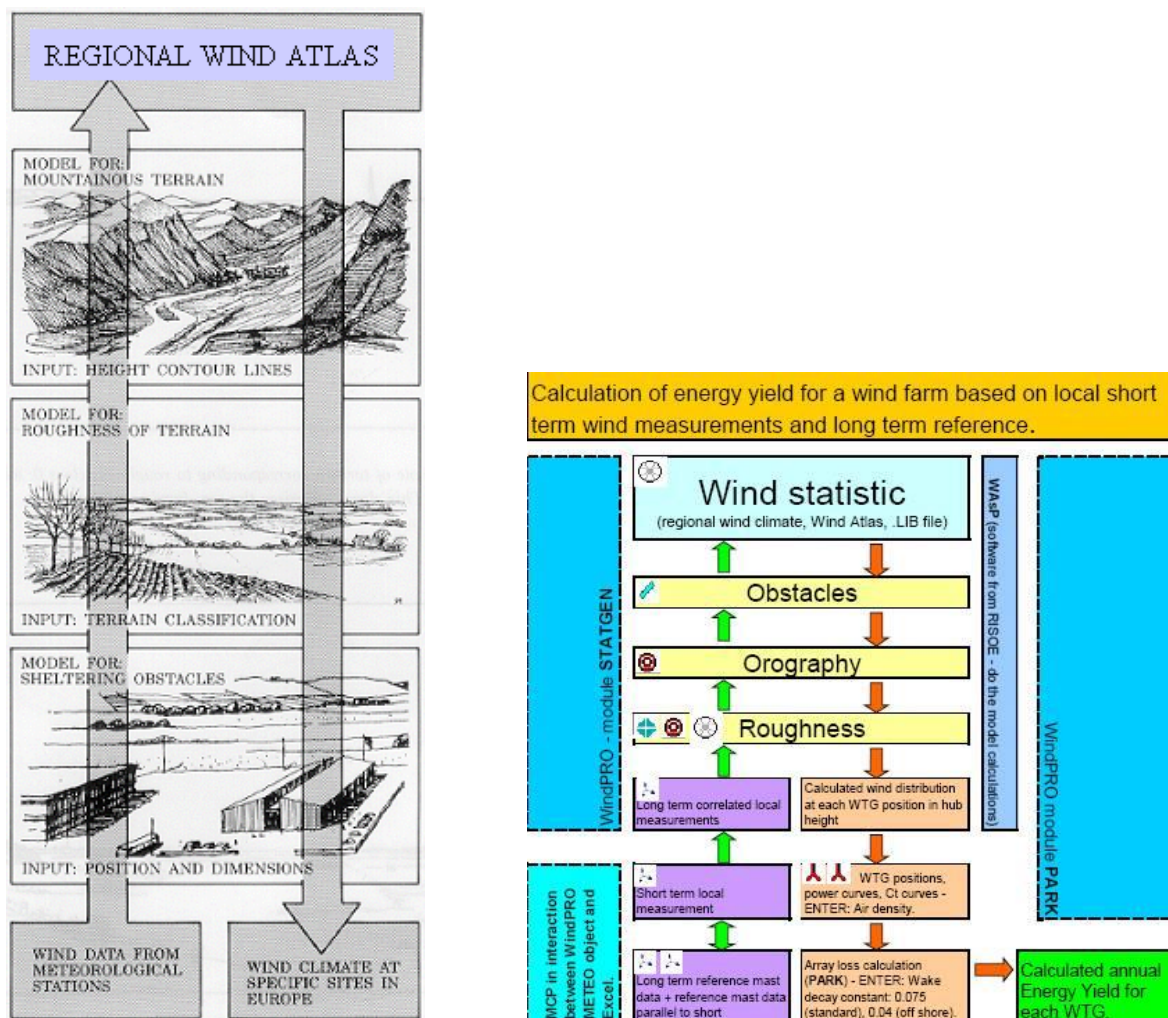 REGIONAL WIND ATLAS
MODEL FOR:
MOUNTAINOUS TERRAIN
INPUT: HEIGHT CONTOUR LINES
MODEL FOR:
ROUGHNESS OF TERRAIN
INPUT: TERRAIN CLASSIFICATION
MODEL FOR:
SHELTERING OBSTACLES
INPUT: POSITION AND DIMENSIONS
WIND DATA FROM
METEOROLOGICAL
STATIONS
WIND CLIMATE AT
SPECIFIC SITES IN
EUROPE
Calculation of energy yield for a wind farm based on local short
term wind measurements and long term reference.
WindPRO - module STATGEN
Wind statistic
(regional wind climate, Wind Atlas, .LIB file)
Obstacles
Orography
Roughness
Long term correlated local
measurements
Calculated wind distribution
at each WTG position in hub
height
WAsP (software from RISOE - do the model calculations)
WindPRO module PARK
MCP in interaction
between WindPRO
METEO object and
Excel.
Short term local
measurement
WTG positions,
power curves, Ct curves -
ENTER: Air density.
Long term reference mast
data + reference mast data
parallel to short
Array loss calculation
(PARK) - ENTER: Wake
decay constant: 0.075
(standard), 0.04 (off shore).
Calculated annual
Energy Yield for
each WTG.